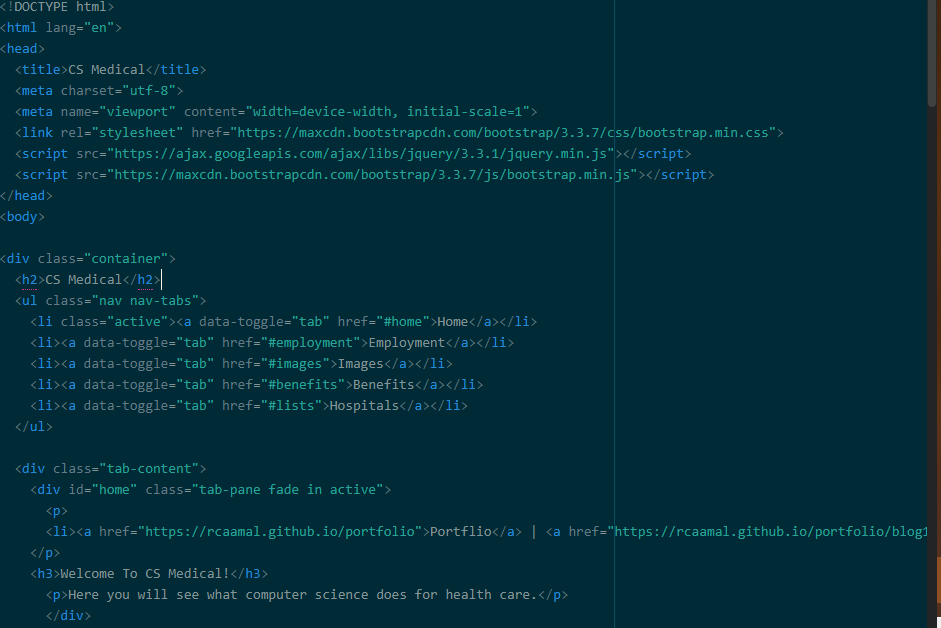 <!DOCTYPE html>
<html lang="en">
<head>
  <title>CS Medical</title>
  <meta charset="utf-8">
  <meta name="viewport" content="width=device-width, initial-scale=1">
  <link rel="stylesheet" href="https://maxcdn.bootstrapcdn.com/bootstrap/3.3.7/css/bootstrap.min.css">
  <script src="https://ajax.googleapis.com/ajax/libs/jquery/3.3.1/jquery.min.js"></script>
  <script src="https://maxcdn.bootstrapcdn.com/bootstrap/3.3.7/js/bootstrap.min.js"></script>
</head>
<body>

<div class="container">
  <h2>CS Medical</h2>
  <ul class="nav nav-tabs">
    <li class="active"><a data-toggle="tab" href="#home">Home</a></li>
    <li><a data-toggle="tab" href="#employment">Employment</a></li>
    <li><a data-toggle="tab" href="#images">Images</a></li>
    <li><a data-toggle="tab" href="#benefits">Benefits</a></li>
    <li><a data-toggle="tab" href="#lists">Hospitals</a></li>
  </ul>

  <div class="tab-content">
    <div id="home" class="tab-pane fade in active">
      <p>
      <li><a href="https://rcaamal.github.io/portfolio">Portflio</a> | <a href="https://rcaamal.github.io/portfolio/blog1
    </p>
    <h3>Welcome To CS Medical!</h3>
      <p>Here you will see what computer science does for health care.</p>
      </div>